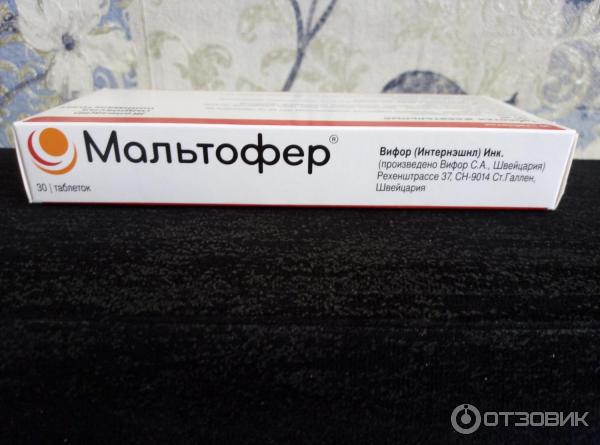 Мальтофер®
30 | таблеток
Вифор (Интернэшнл) Инк.
(произведено Вифор С.А., Швейцария)
Рехенштрассе 37, CH-9014 Ст.Галлен,
Швейцария
ОТЗОВИК